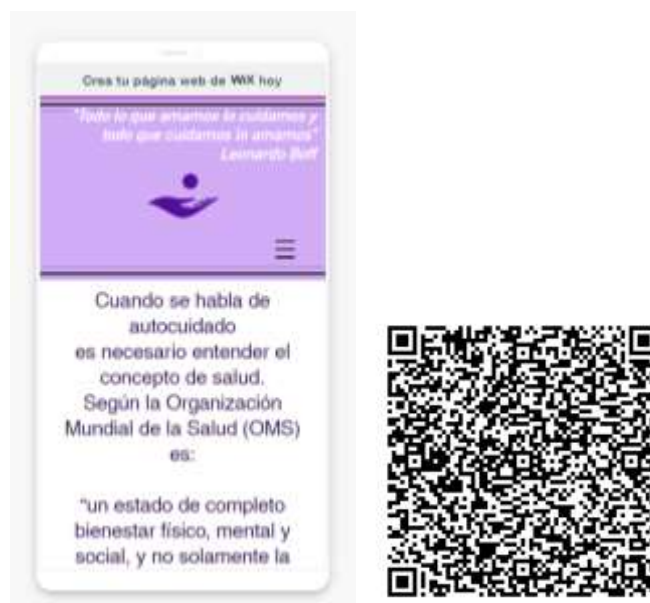 Crea tu página web de WiX hoy
"Todo lo que amamos lo cuidamos y
todo que cuidamos lo amamos"
Leonardo Boff
Cuando se habla de
autocuidado
es necesario entender el
concepto de salud.
Según la Organización
Mundial de la Salud (OMS)
es:
"un estado de completo
bienestar físico, mental y
social, y no solamente la